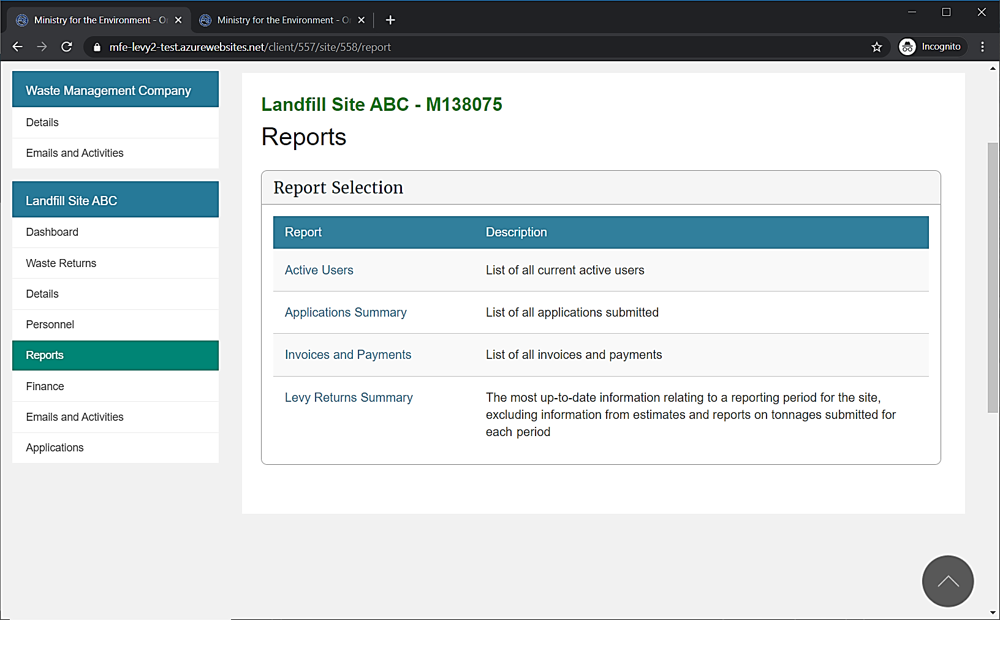 Ministry for the Environment - O
Ministry for the Environment - O
mfe-levy2-test.azurewebsites.net/client/557/site/558/report
Incognito
Waste Management Company
Details
Emails and Activities
Landfill Site ABC
Dashboard
Waste Returns
Details
Personnel
Reports
Finance
Emails and Activities
Applications
Landfill Site ABC - M138075
Reports
Report Selection
Report Description
Active Users List of all current active users
Applications Summary List of all applications submitted
Invoices and Payments List of all invoices and payments
Levy Returns Summary The most up-to-date information relating to a reporting period for the site,
excluding information from estimates and reports on tonnages submitted for
each period